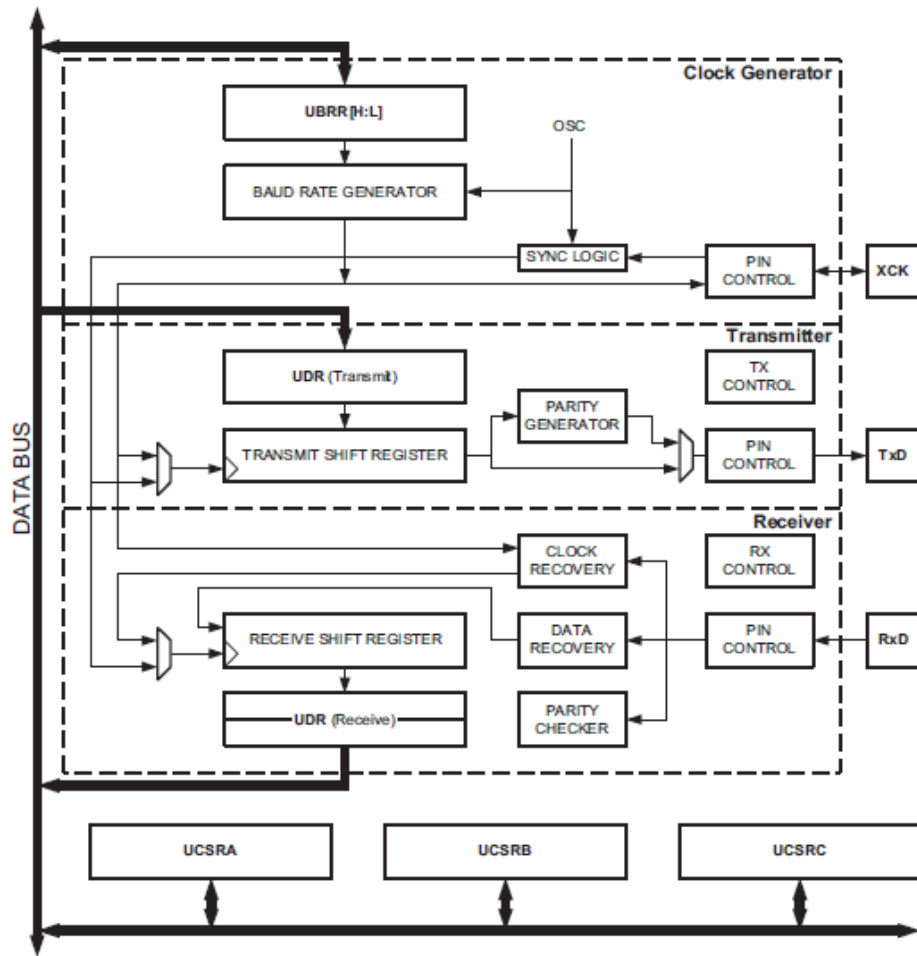 Clock Generator
UBRR[H:L]
OSC
BAUD RATE GENERATOR
SYNC LOGIC
PIN
CONTROL
XCK
Transmitter
UDR (Transmit)
TX
CONTROL
PARITY
GENERATOR
TRANSMIT SHIFT REGISTER
PIN
CONTROL
TxD
DATA BUS
Receiver
CLOCK
RECOVERY
RX
CONTROL
RECEIVE SHIFT REGISTER
DATA
RECOVERY
PIN
CONTROL
RxD
UDR (Receive)
PARITY
CHECKER
UCSRA
UCSRB
UCSRC